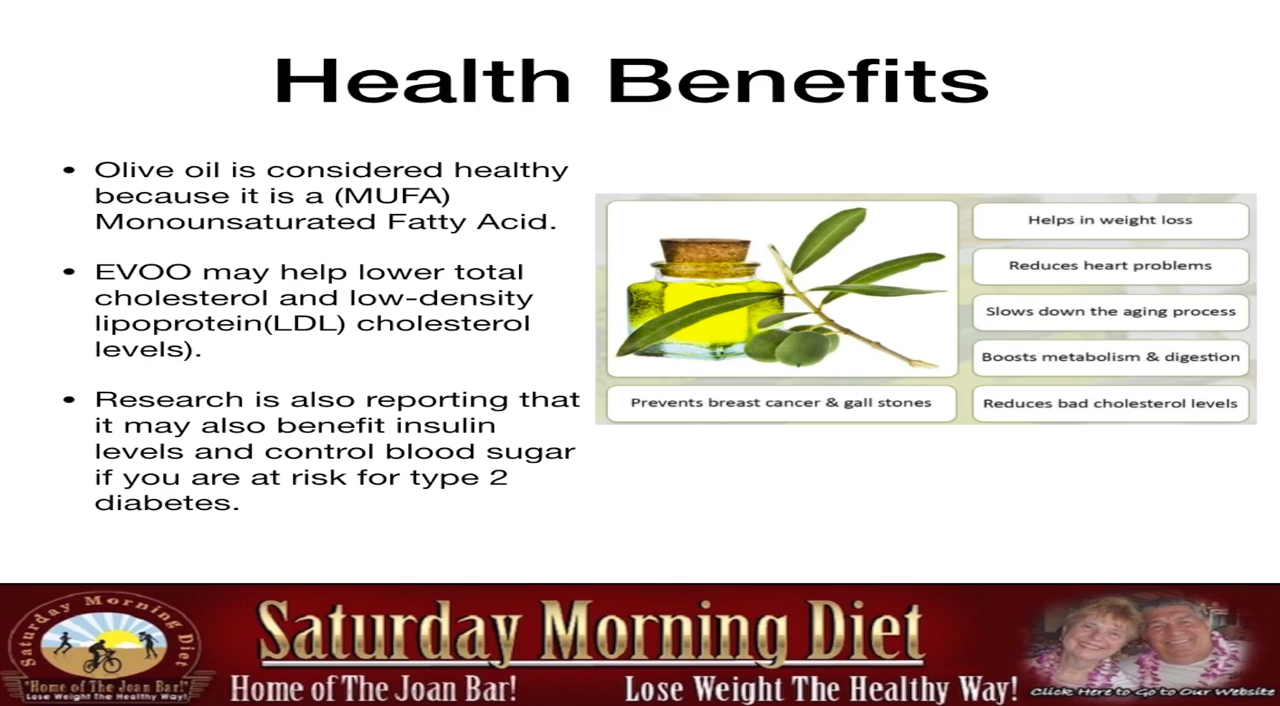 Health Benefits
• Olive oil is considered healthy
because it is a (MUFA)
Monounsaturated Fatty Acid.
• EVOO may help lower total
cholesterol and low-density
lipoprotein(LDL) cholesterol
levels).
• Research is also reporting that
it may also benefit insulin
levels and control blood sugar
if you are at risk for type 2
diabetes.
Helps in weight loss
Reduces heart problems
Slows down the aging process
Boosts metabolism & digestion
Prevents breast cancer & gall stones
Reduces bad cholesterol levels
Saturday Morning Diet
"Home of The Joan Bar!"
Lose Weight The Healthy Way!
Saturday Morning Diet
Home of The Joan Bar!
Lose Weight The Healthy Way!
Click Here to Go to Our Website